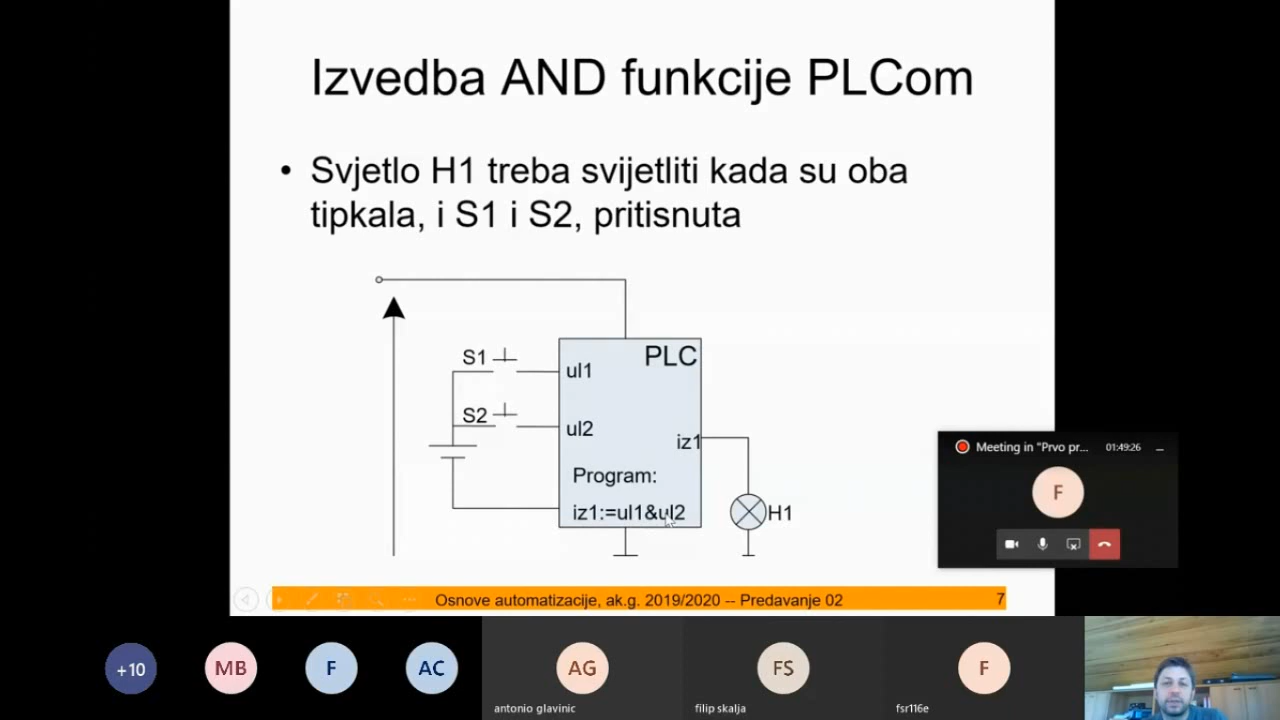 Izvedba AND funkcije PLCom
• Svjetlo H1 treba svijetliti kada su oba
tipkala, i S1 i S2, pritisnuta
PLC
S1
ul1
S2
ul2
iz1
Program:
iz1:=ul1&ul2
H1
Meeting in "Prvo pr... 01:49:26
F
Osnove automatizacije, ak.g. 2019/2020 -- Predavanje 02 7
+10 MB F AC AG FS F
antonio glavinic filip skalja fsr116e